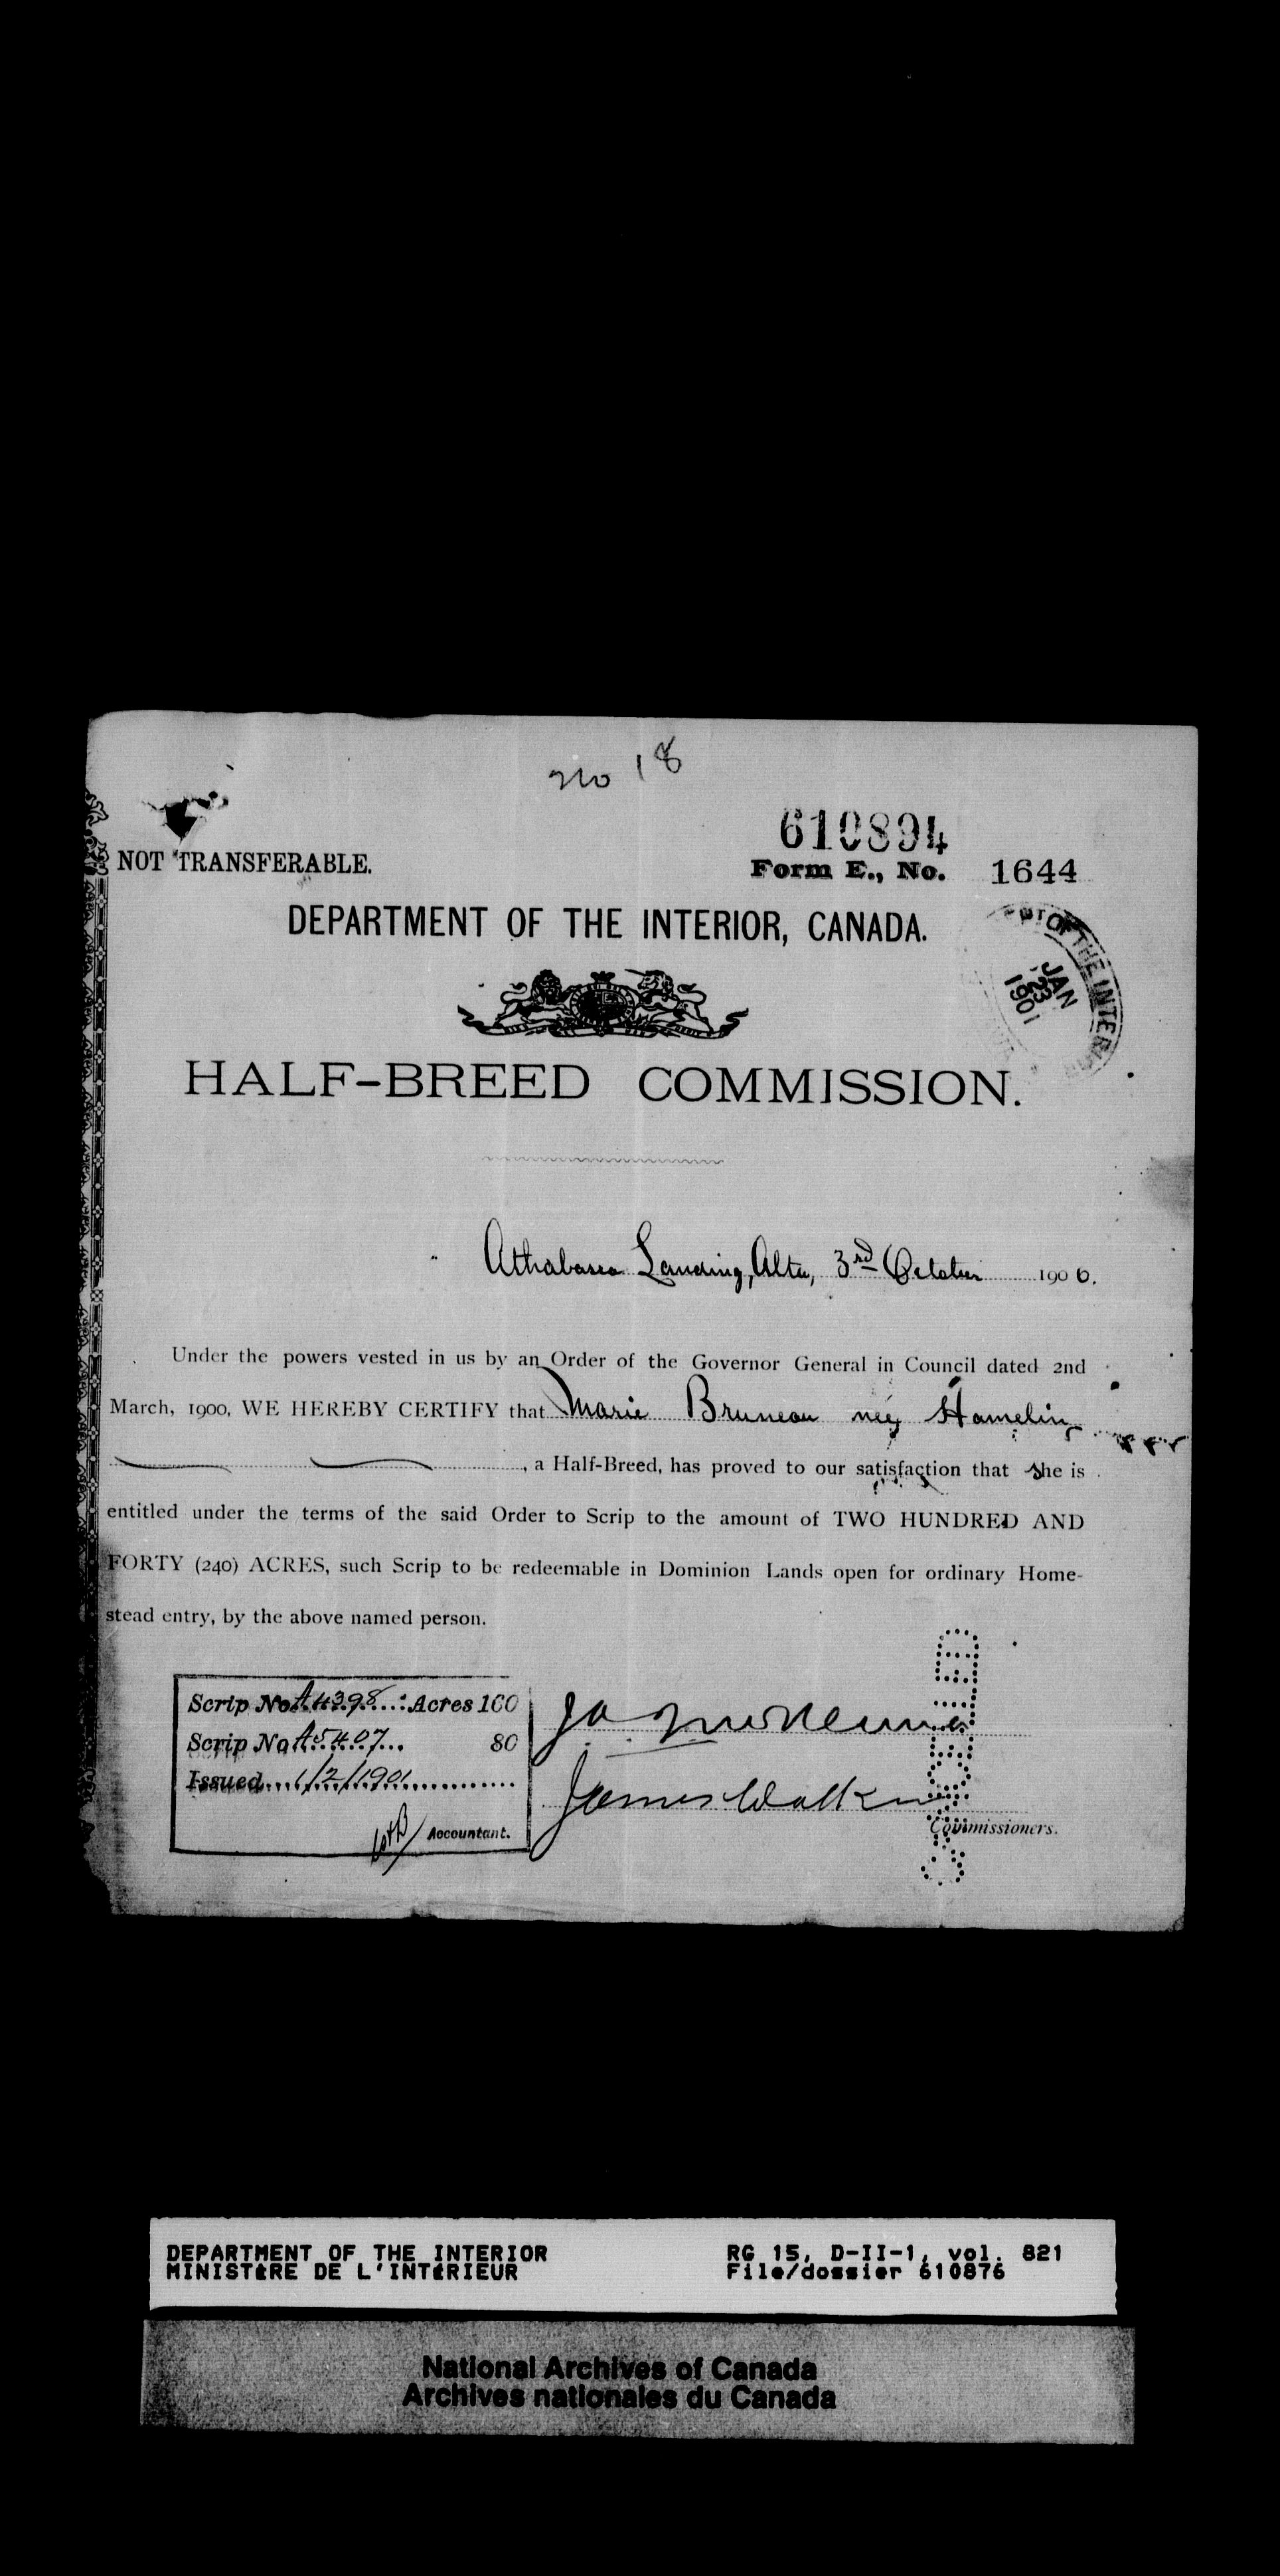 No 18
610894
NOT TRANSFERABLE.
Form E., No. 1644
DEPARTMENT OF THE INTERIOR, CANADA.
DEPT OF THE INTERIOR
JAN
23
1901
HALF-BREED COMMISSION.
Athabasca Landing, Alta, 3rd October 1900.
Under the powers vested in us by an Order of the Governor General in Council dated 2nd
March, 1900, WE HEREBY CERTIFY that Marie Bruneau née Hamelin
, a Half-Breed, has proved to our satisfaction that she is
entitled under the terms of the said Order to Scrip to the amount of TWO HUNDRED AND
FORTY (240) ACRES, such Scrip to be redeemable in Dominion Lands open for ordinary Home-
stead entry, by the above named person.
Scrip No. A4398 Acres 160
Scrip No. A5407 80
Issued 1/2/1901
Accountant.
J A McKenna
James Walker
Commissioners.
DEPARTMENT OF THE INTERIOR
MINISTÈRE DE L'INTÉRIEUR
RG 15, D-II-1, vol. 821
File/dossier 610876
National Archives of Canada
Archives nationales du Canada